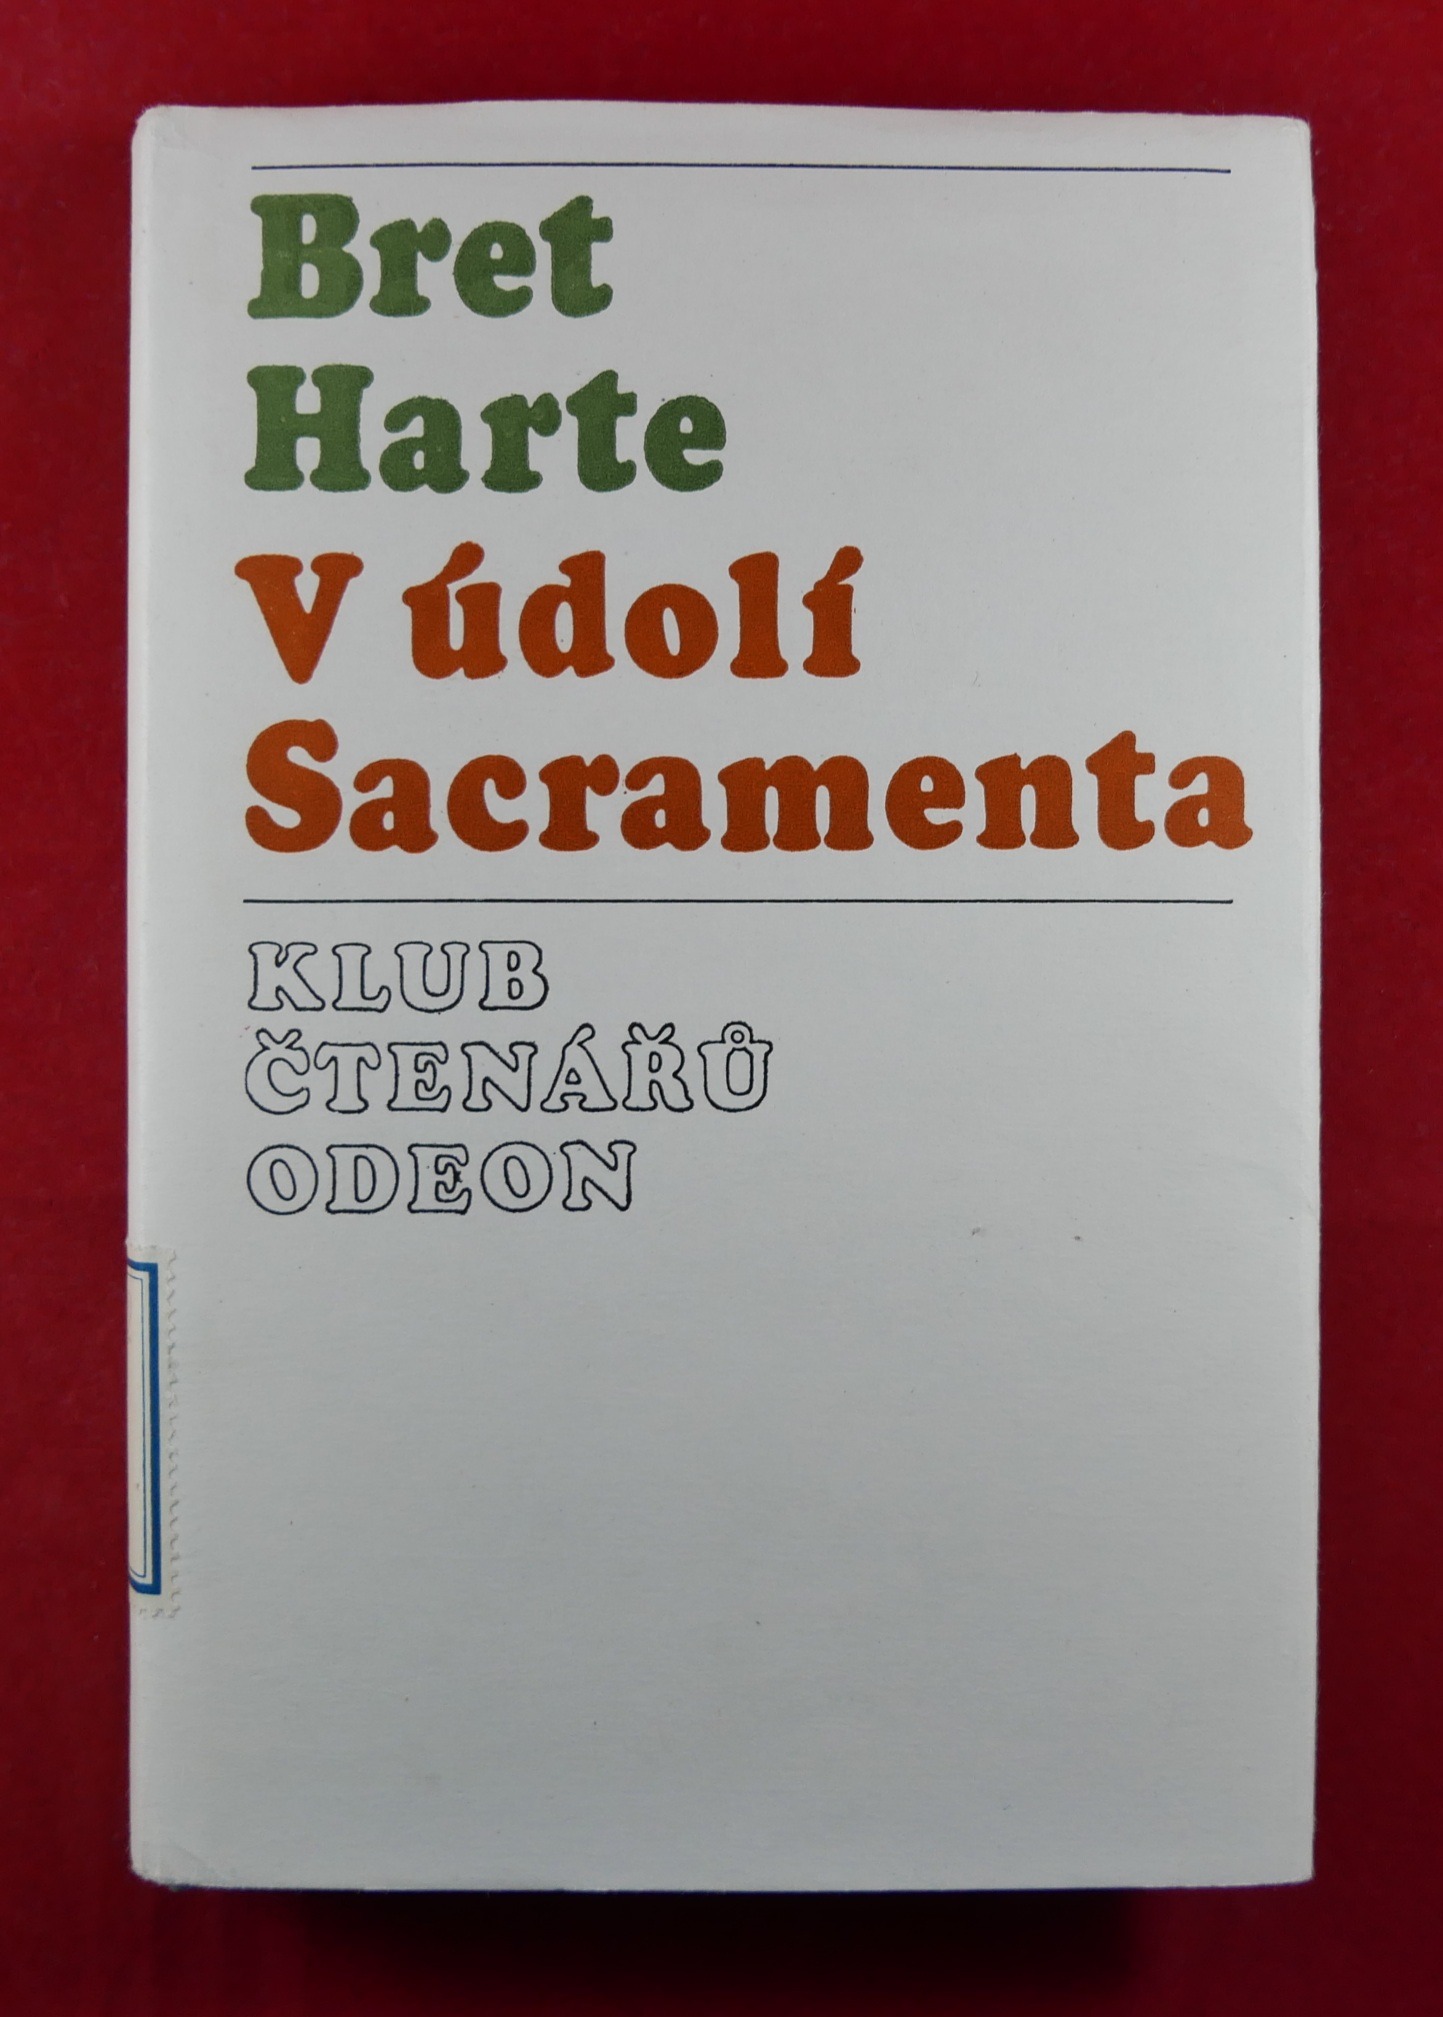 Bret
Harte
V údolí
Sacramenta
KLUB
ČTENÁŘŮ
ODEON